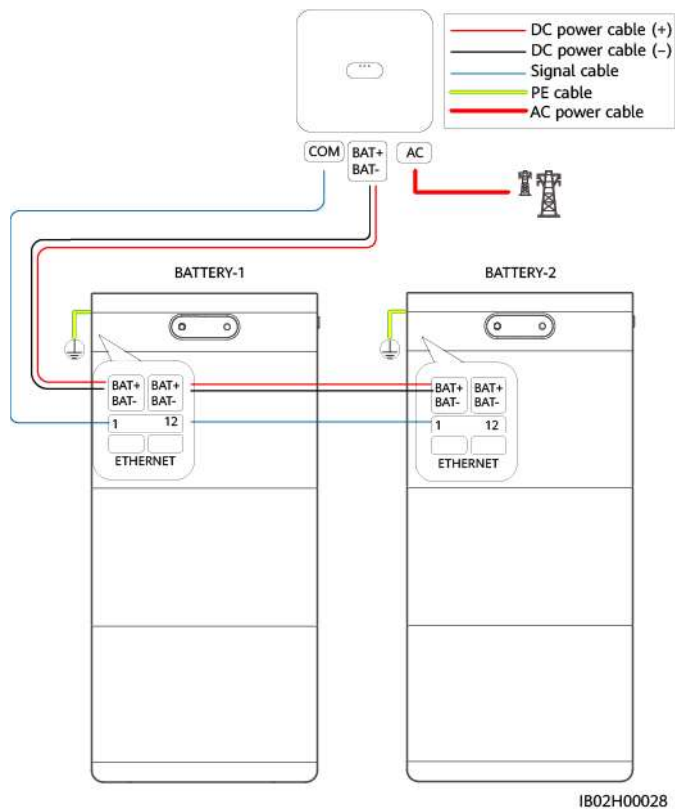 DC power cable (+)
DC power cable (−)
Signal cable
PE cable
AC power cable
COM
BAT+
BAT-
AC
BATTERY-1
BATTERY-2
BAT+ BAT+
BAT- BAT-
1 12
ETHERNET
BAT+ BAT+
BAT- BAT-
1 12
ETHERNET
IB02H00028